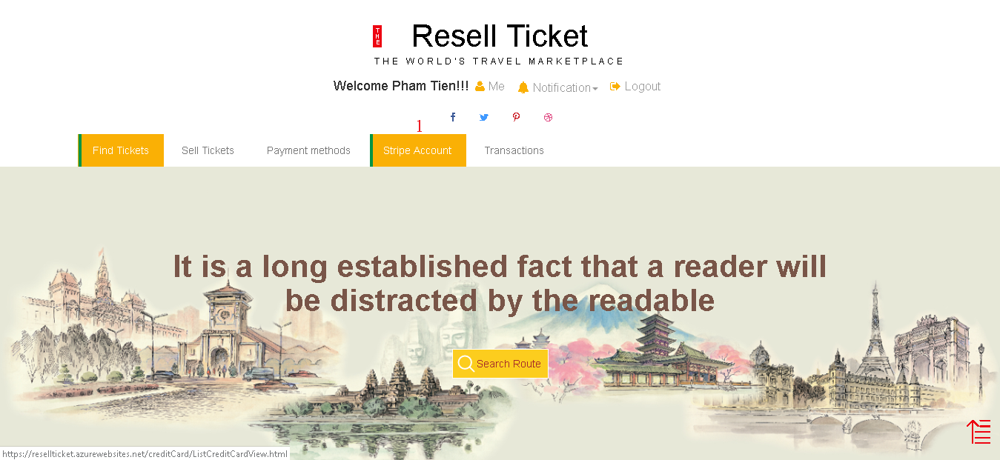 THE
Resell Ticket
THE WORLD'S TRAVEL MARKETPLACE
Welcome Pham Tien!!! Me Notification Logout
1
Find Tickets Sell Tickets Payment methods Stripe Account Transactions
It is a long established fact that a reader will
be distracted by the readable
Search Route
https://resellticket.azurewebsites.net/creditCard/ListCreditCardView.html